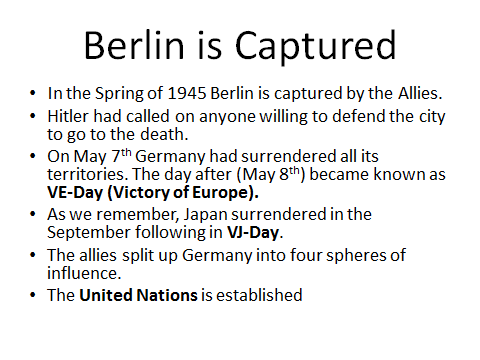 Berlin is Captured
• In the Spring of 1945 Berlin is captured by the Allies.
• Hitler had called on anyone willing to defend the city
to go to the death.
• On May 7th Germany had surrendered all its
territories. The day after (May 8th) became known as
VE-Day (Victory of Europe).
• As we remember, Japan surrendered in the
September following in VJ-Day.
• The allies split up Germany into four spheres of
influence.
• The United Nations is established